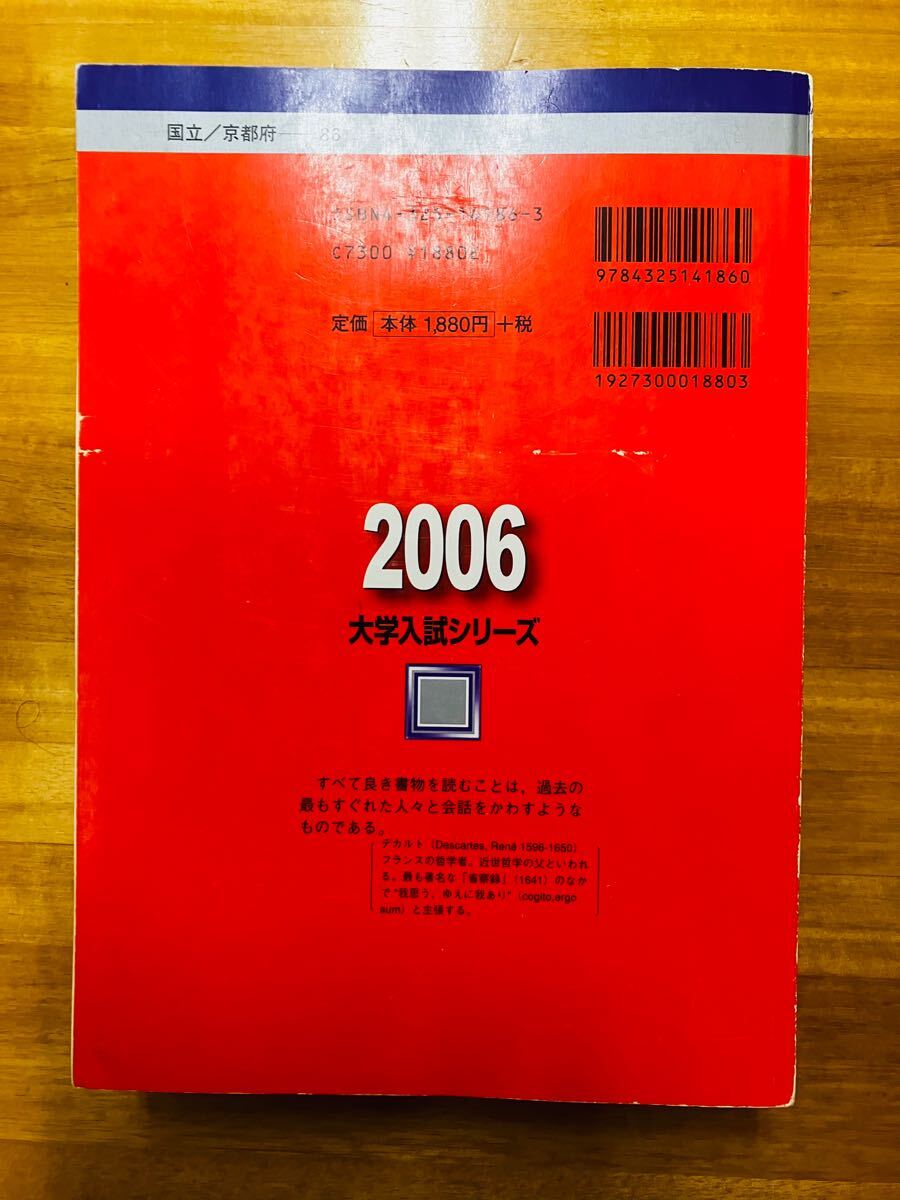 国立/京都府――86
C7300 ¥1880E
9784325141860
定価 本体 1,880円 +税
1927300018803
2006
大学入試シリーズ
すべて良き書物を読むことは、過去の
最もすぐれた人々と会話をかわすような
ものである。
デカルト (Descartes, René 1596-1650)
フランスの哲学者。近世哲学の父といわれ
る。最も著名な「省察録」(1641) のなか
で“我思う、ゆえに我あり”(cogito,ergo
sum) と主張する。